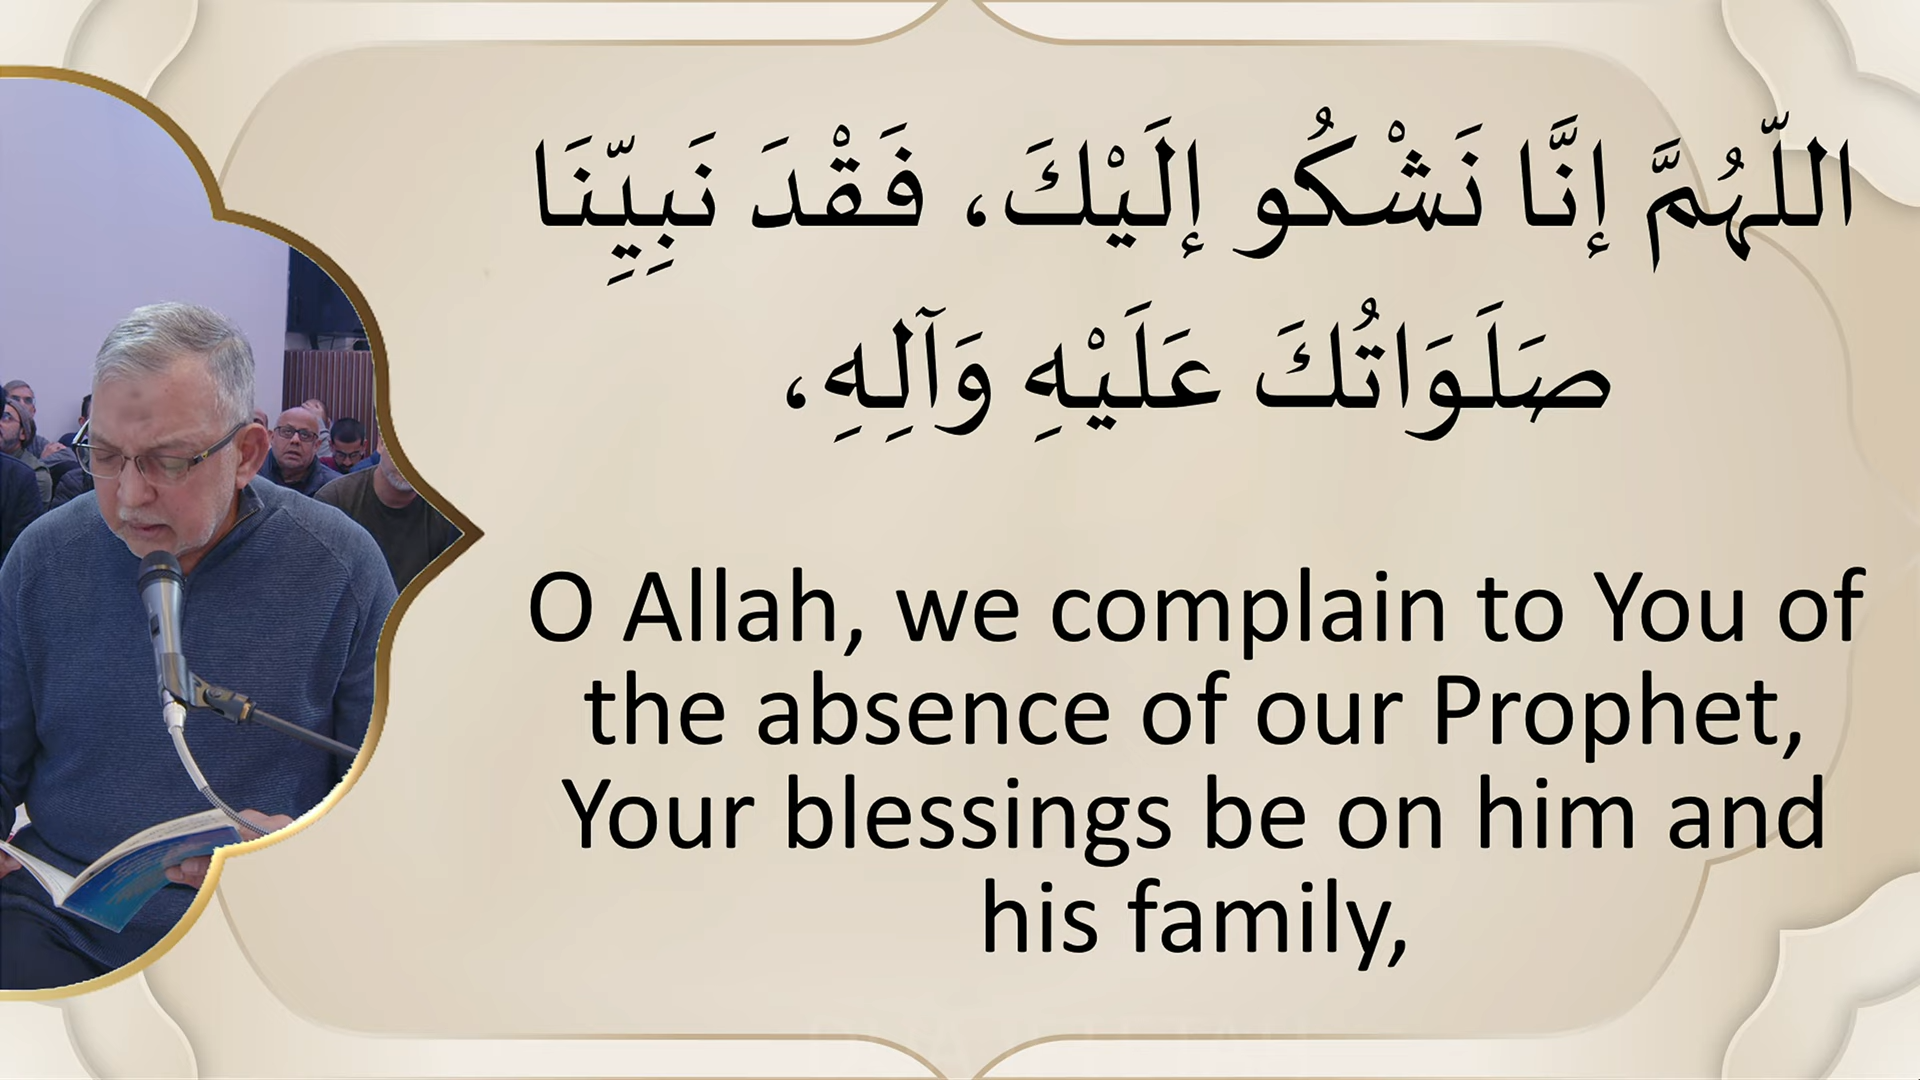 اللّهُمَّ إنَّا نَشْكُو إلَيْكَ، فَقْدَ نَبِيِّنَا
صَلَوَاتُكَ عَلَيْهِ وَآلِهِ،
O Allah, we complain to You of
the absence of our Prophet,
Your blessings be on him and
his family,